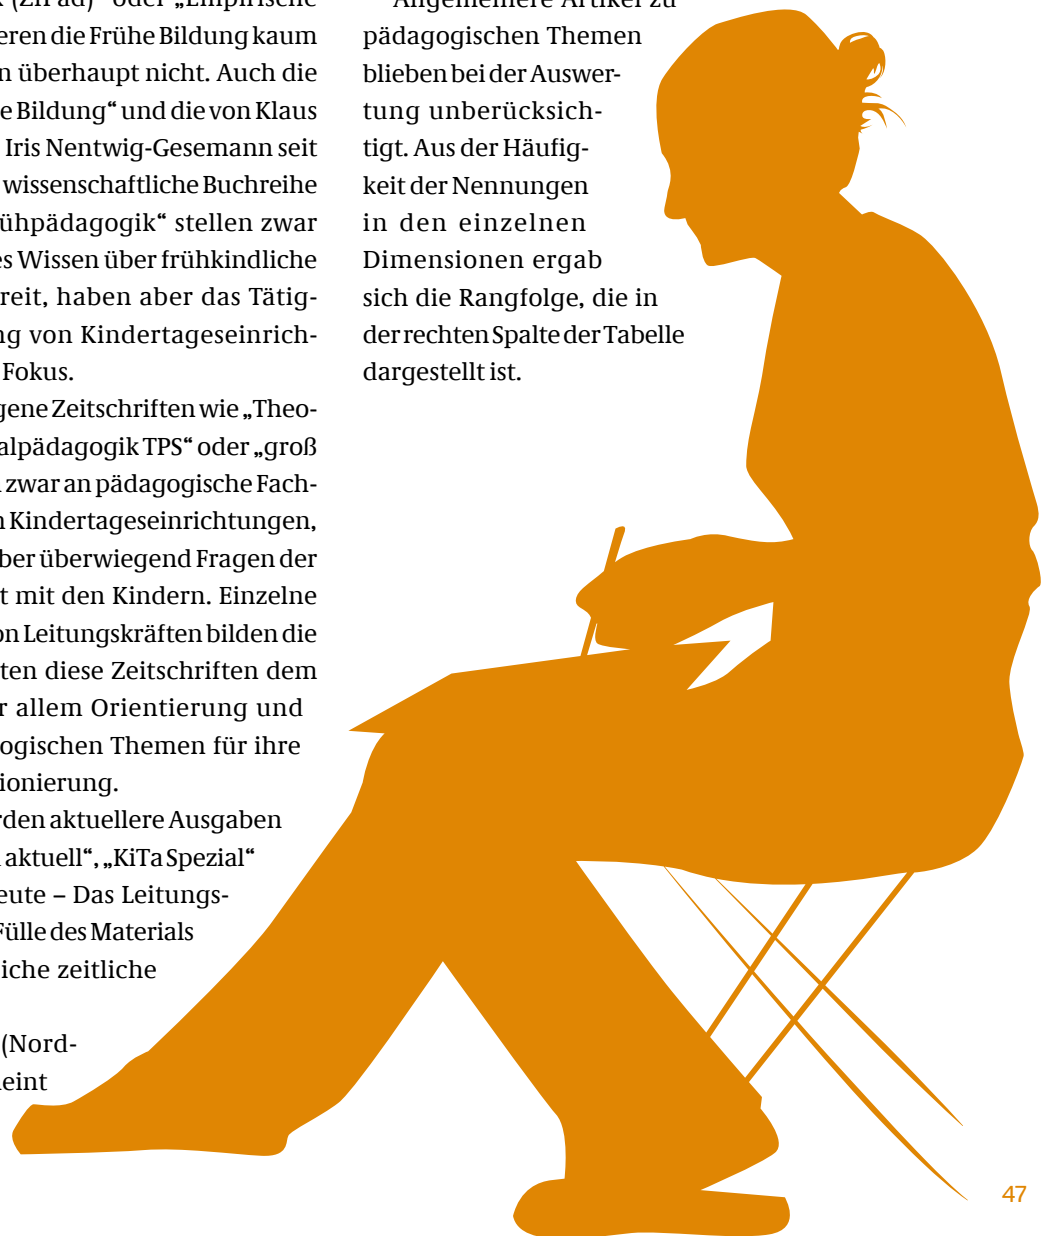 k (ZfPäd)“ oder „Empirische
eren die Frühe Bildung kaum
n überhaupt nicht. Auch die
e Bildung“ und die von Klaus
Iris Nentwig-Gesemann seit
wissenschaftliche Buchreihe
ühpädagogik“ stellen zwar
es Wissen über frühkindliche
reit, haben aber das Tätig-
ng von Kindertageseinrich-
Fokus.
gene Zeitschriften wie „Theo-
alpädagogik TPS“ oder „groß
zwar an pädagogische Fach-
n Kindertageseinrichtungen,
ber überwiegend Fragen der
t mit den Kindern. Einzelne
on Leitungskräften bilden die
ten diese Zeitschriften dem
r allem Orientierung und
ogischen Themen für ihre
ionierung.
rden aktuellere Ausgaben
aktuell“, „KiTa Spezial“
eute – Das Leitungs-
Fülle des Materials
iche zeitliche
(Nord-
eint
Allgemeinere Artikel zu
pädagogischen Themen
blieben bei der Auswer-
tung unberücksich-
tigt. Aus der Häufig-
keit der Nennungen
in den einzelnen
Dimensionen ergab
sich die Rangfolge, die in
der rechten Spalte der Tabelle
dargestellt ist.
47